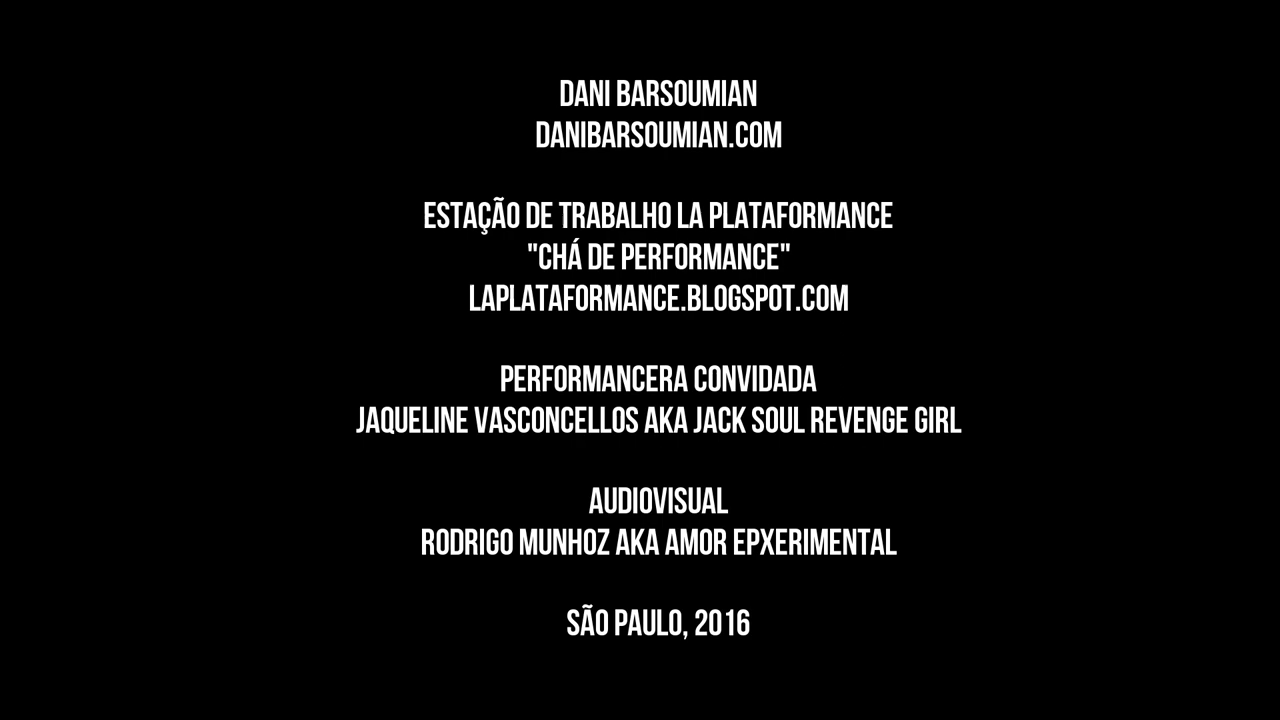 DANI BARSOUMIAN
DANIBARSOUMIAN.COM
ESTAÇÃO DE TRABALHO LA PLATAFORMANCE
"CHÁ DE PERFORMANCE"
LAPLATAFORMANCE.BLOGSPOT.COM
PERFORMANCERA CONVIDADA
JAQUELINE VASCONCELLOS AKA JACK SOUL REVENGE GIRL
AUDIOVISUAL
RODRIGO MUNHOZ AKA AMOR EPXERIMENTAL
SÃO PAULO, 2016